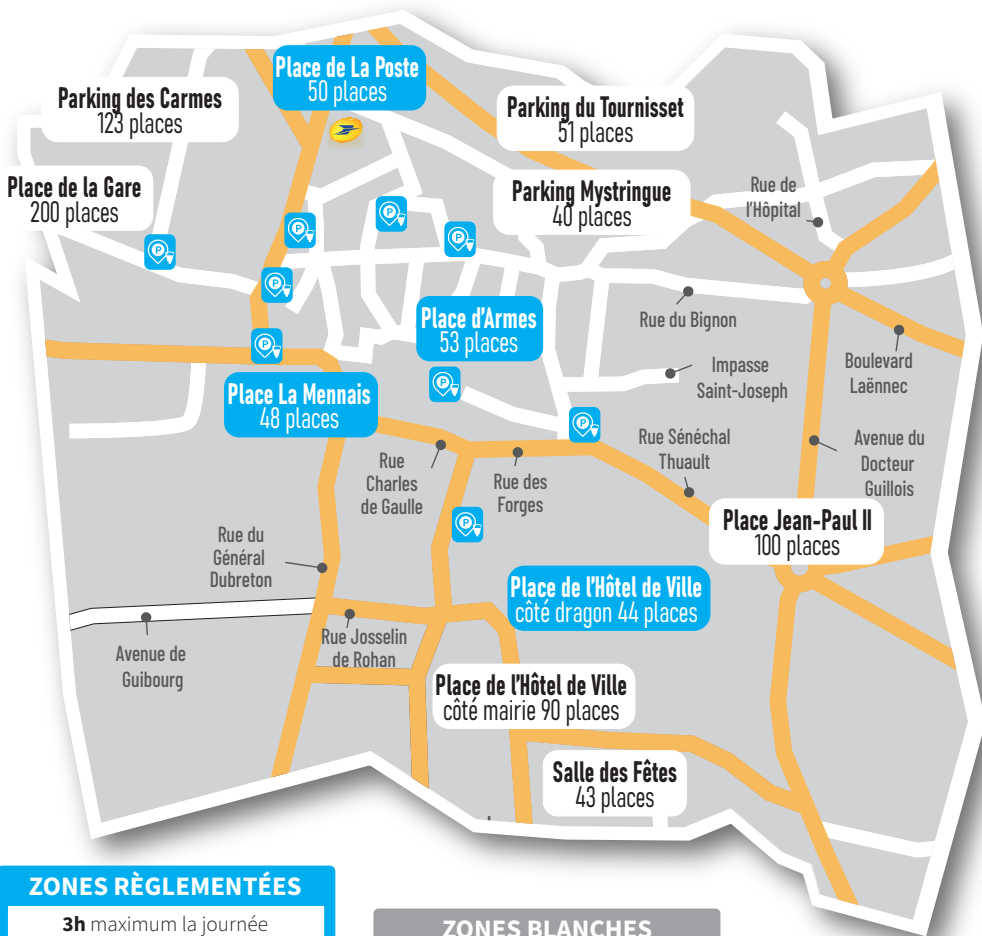 Place de La Poste
50 places
Parking des Carmes
123 places
Parking du Tournisset
51 places
Place de la Gare
200 places
Parking Mystringue
40 places
Rue de
l'Hôpital
P
P
P
P
P
Place d'Armes
53 places
Rue du Bignon
P
Impasse
Saint-Joseph
Boulevard
Laënnec
Place La Mennais
48 places
P
P
Rue
Charles
de Gaulle
Rue des
Forges
Rue Sénéchal
Thuault
Avenue du
Docteur
Guillois
Place Jean-Paul II
100 places
P
Rue du
Général
Dubreton
Place de l'Hôtel de Ville
côté dragon 44 places
Avenue de
Guibourg
Rue Josselin
de Rohan
Place de l'Hôtel de Ville
côté mairie 90 places
Salle des Fêtes
43 places
ZONES RÈGLEMENTÉES
3h maximum la journée
ZONES BLANCHES